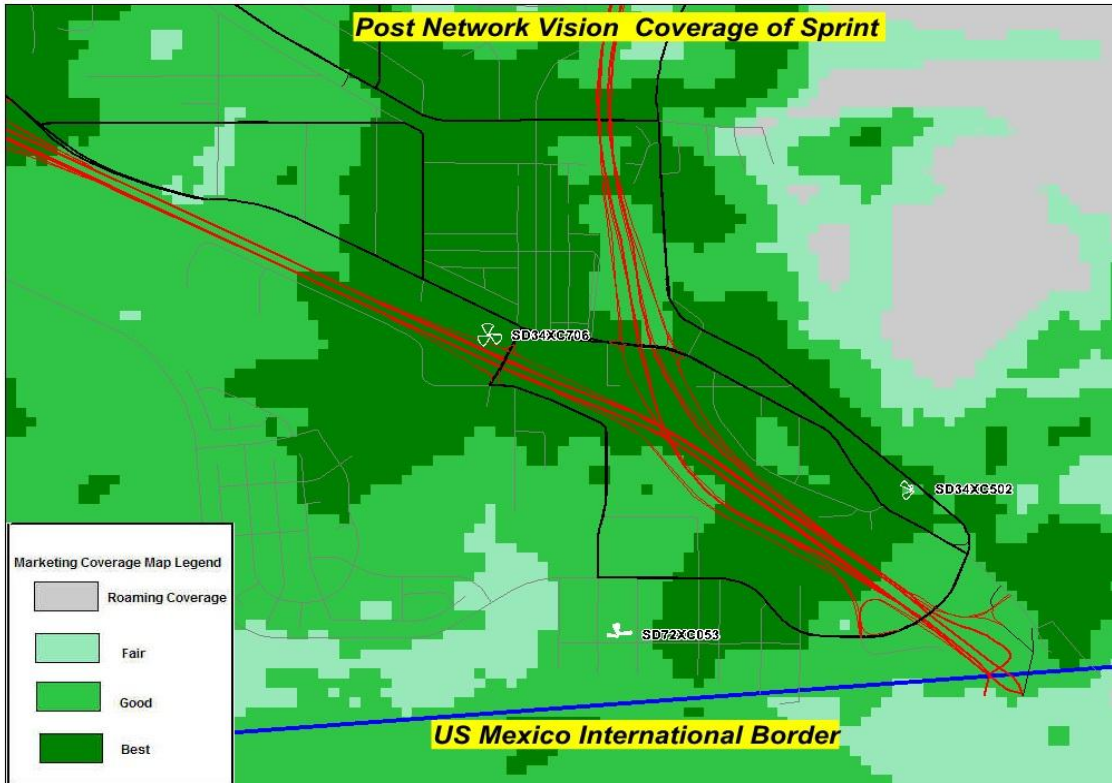 Post Network Vision Coverage of Sprint
SD34XC706
SD34XC502
SD72XC053
Marketing Coverage Map Legend
Roaming Coverage
Fair
Good
Best
US Mexico International Border